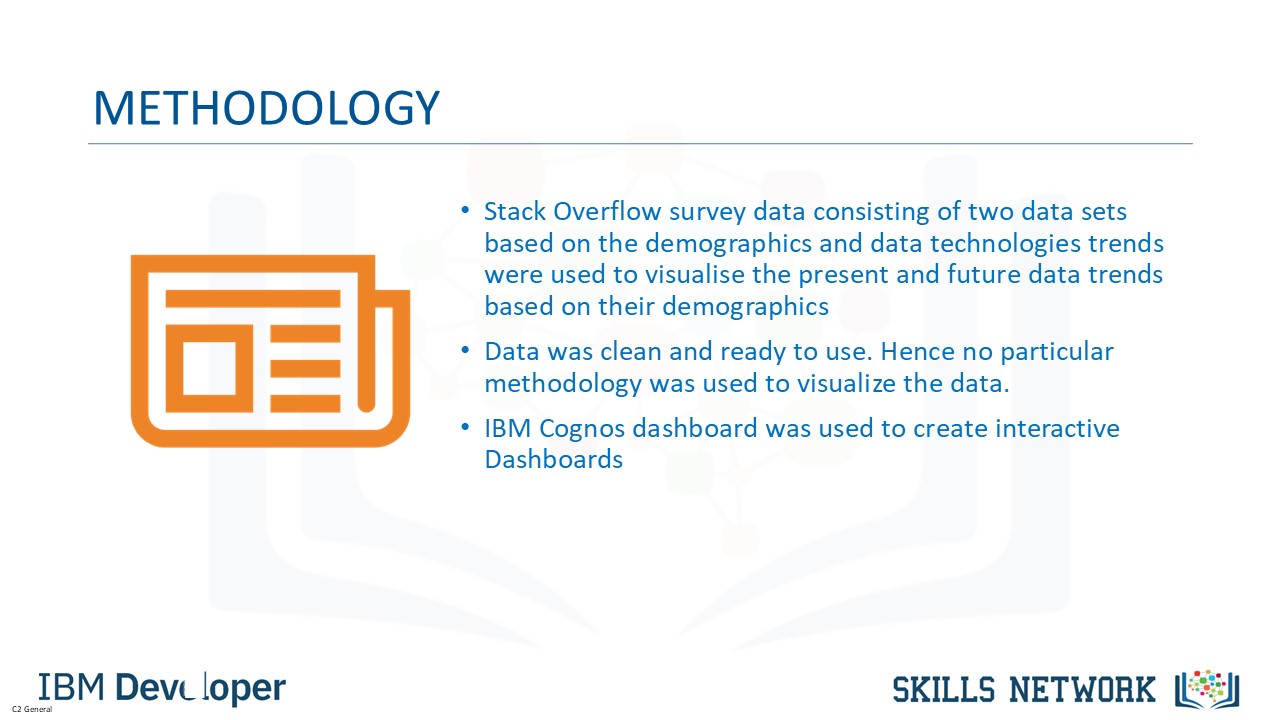 METHODOLOGY
• Stack Overflow survey data consisting of two data sets
based on the demographics and data technologies trends
were used to visualise the present and future data trends
based on their demographics
• Data was clean and ready to use. Hence no particular
methodology was used to visualize the data.
• IBM Cognos dashboard was used to create interactive
Dashboards
IBM Developer
SKILLS NETWORK
C2 General